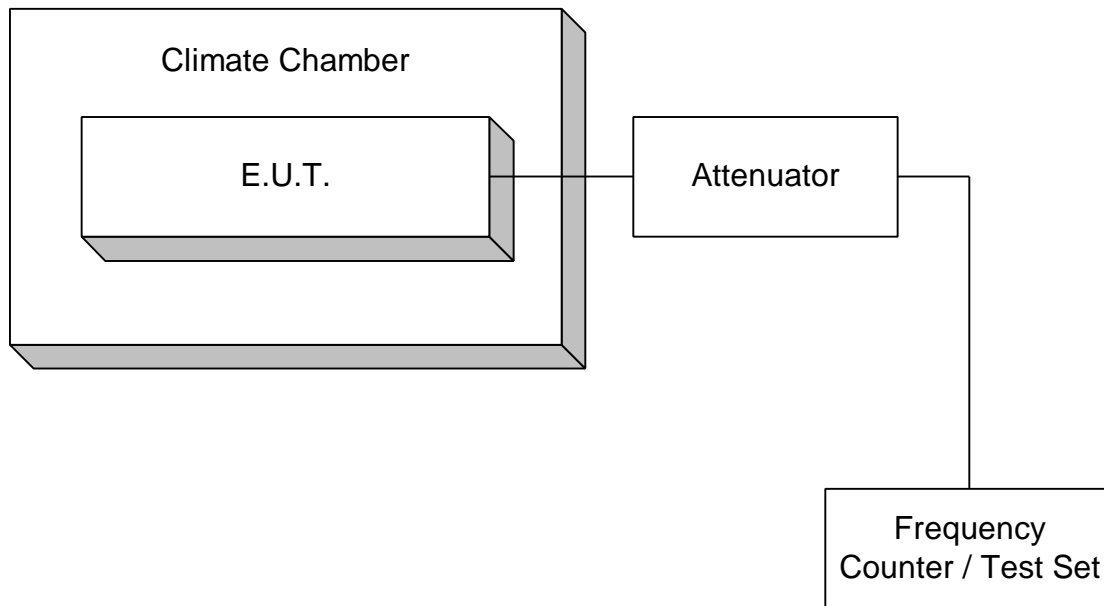 Climate Chamber
E.U.T.
Attenuator
Frequency
Counter / Test Set